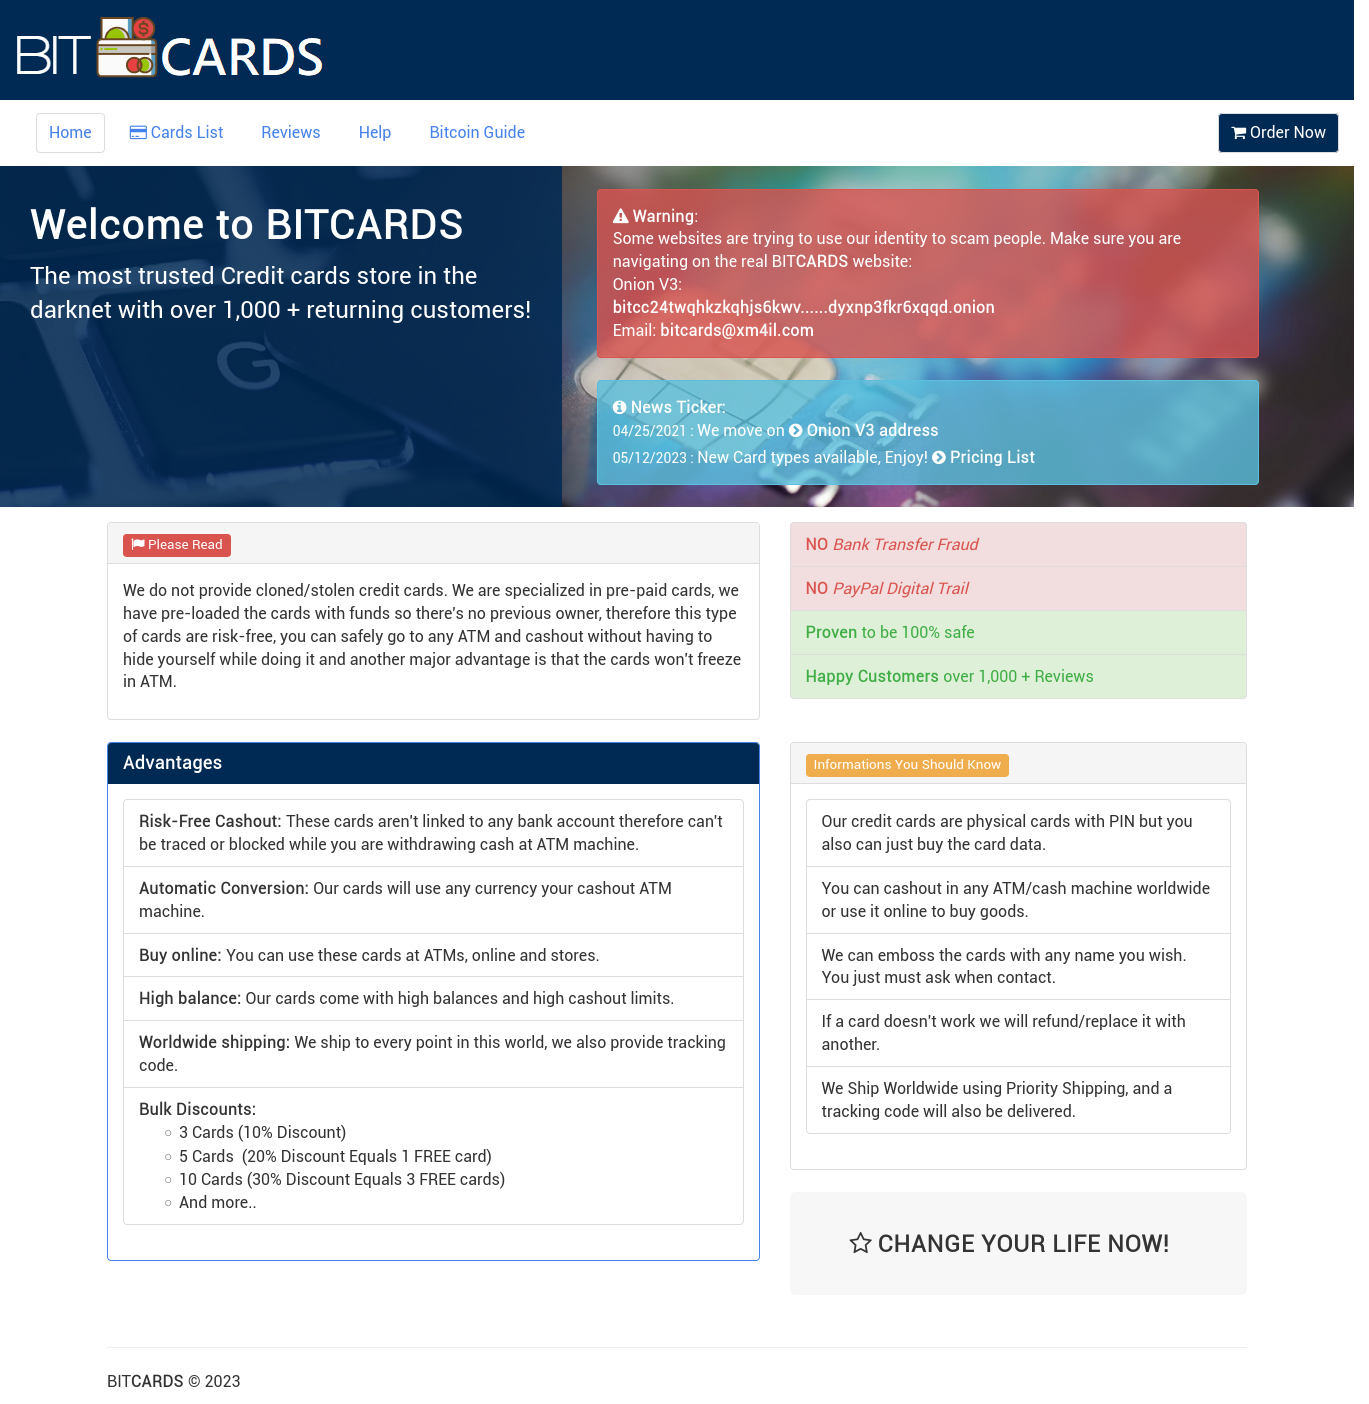 BIT CARDS
Home Cards List Reviews Help Bitcoin Guide Order Now
Welcome to BITCARDS
The most trusted Credit cards store in the
darknet with over 1,000 + returning customers!
Warning:
Some websites are trying to use our identity to scam people. Make sure you are
navigating on the real BITCARDS website:
Onion V3:
bitcc24twqhkzkqhjs6kwv......dyxnp3fkr6xqqd.onion
Email: bitcards@xm4il.com
News Ticker:
04/25/2021 : We move on Onion V3 address
05/12/2023 : New Card types available, Enjoy! Pricing List
Please Read
We do not provide cloned/stolen credit cards. We are specialized in pre-paid cards, we
have pre-loaded the cards with funds so there's no previous owner, therefore this type
of cards are risk-free, you can safely go to any ATM and cashout without having to
hide yourself while doing it and another major advantage is that the cards won't freeze
in ATM.
NO Bank Transfer Fraud
NO PayPal Digital Trail
Proven to be 100% safe
Happy Customers over 1,000 + Reviews
Advantages
Risk-Free Cashout: These cards aren't linked to any bank account therefore can't
be traced or blocked while you are withdrawing cash at ATM machine.
Automatic Conversion: Our cards will use any currency your cashout ATM
machine.
Buy online: You can use these cards at ATMs, online and stores.
High balance: Our cards come with high balances and high cashout limits.
Worldwide shipping: We ship to every point in this world, we also provide tracking
code.
Bulk Discounts:
○ 3 Cards (10% Discount)
○ 5 Cards  (20% Discount Equals 1 FREE card)
○ 10 Cards (30% Discount Equals 3 FREE cards)
○ And more..
Informations You Should Know
Our credit cards are physical cards with PIN but you
also can just buy the card data.
You can cashout in any ATM/cash machine worldwide
or use it online to buy goods.
We can emboss the cards with any name you wish.
You just must ask when contact.
If a card doesn't work we will refund/replace it with
another.
We Ship Worldwide using Priority Shipping, and a
tracking code will also be delivered.
CHANGE YOUR LIFE NOW!
BITCARDS © 2023